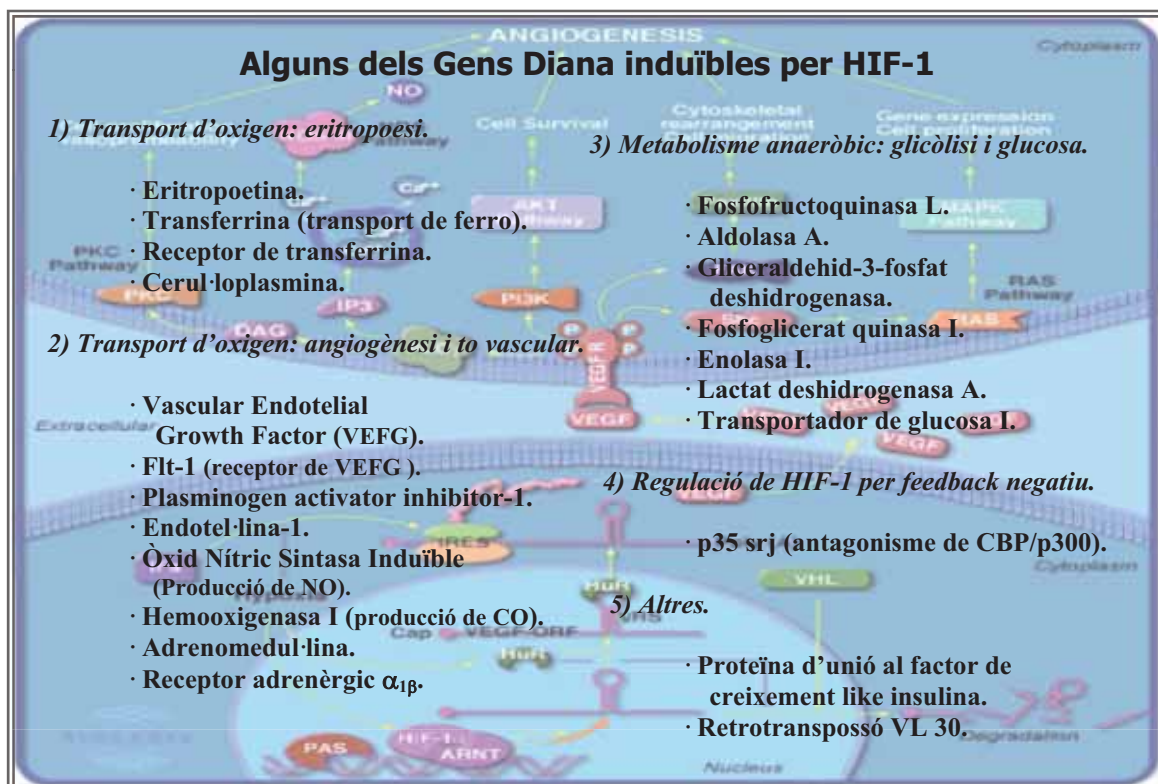 ANGIOGENESIS
Cytoplasm
Alguns dels Gens Diana induïbles per HIF-1
1) Transport d’oxigen: eritropoesi.
· Eritropoetina.
· Transferrina (transport de ferro).
· Receptor de transferrina.
· Cerul·loplasmina.
2) Transport d’oxigen: angiogènesi i to vascular.
· Vascular Endotelial
Growth Factor (VEFG).
· Flt-1 (receptor de VEFG ).
· Plasminogen activator inhibitor-1.
· Endotel·lina-1.
· Òxid Nítric Sintasa Induïble
(Producció de NO).
· Hemooxigenasa I (producció de CO).
· Adrenomedul·lina.
· Receptor adrenèrgic α1β.
3) Metabolisme anaeròbic: glicòlisi i glucosa.
· Fosfofructoquinasa L.
· Aldolasa A.
· Gliceraldehid-3-fosfat
deshidrogenasa.
· Fosfoglicerat quinasa I.
· Enolasa I.
· Lactat deshidrogenasa A.
· Transportador de glucosa I.
4) Regulació de HIF-1 per feedback negatiu.
· p35 srj (antagonisme de CBP/p300).
5) Altres.
· Proteïna d’unió al factor de
creixement like insulina.
· Retrotranspossó VL 30.
NO
Cell Survival
Cytoskeletal
rearrangement
Gene expression
Cell proliferation
AKT
Pathway
PKC
Pathway
PKC
DAG
IP3
PI3K
RAS
Pathway
RAS
P
P
P
P
VEGFR
VEGF
VEGF
Extracellular
IRES
Hypoxia
VHL
Cytoplasm
HuR
Cap
VEGF-ORF
HuR
PAS
HIF-1
ARNT
Nucleus
Degradation